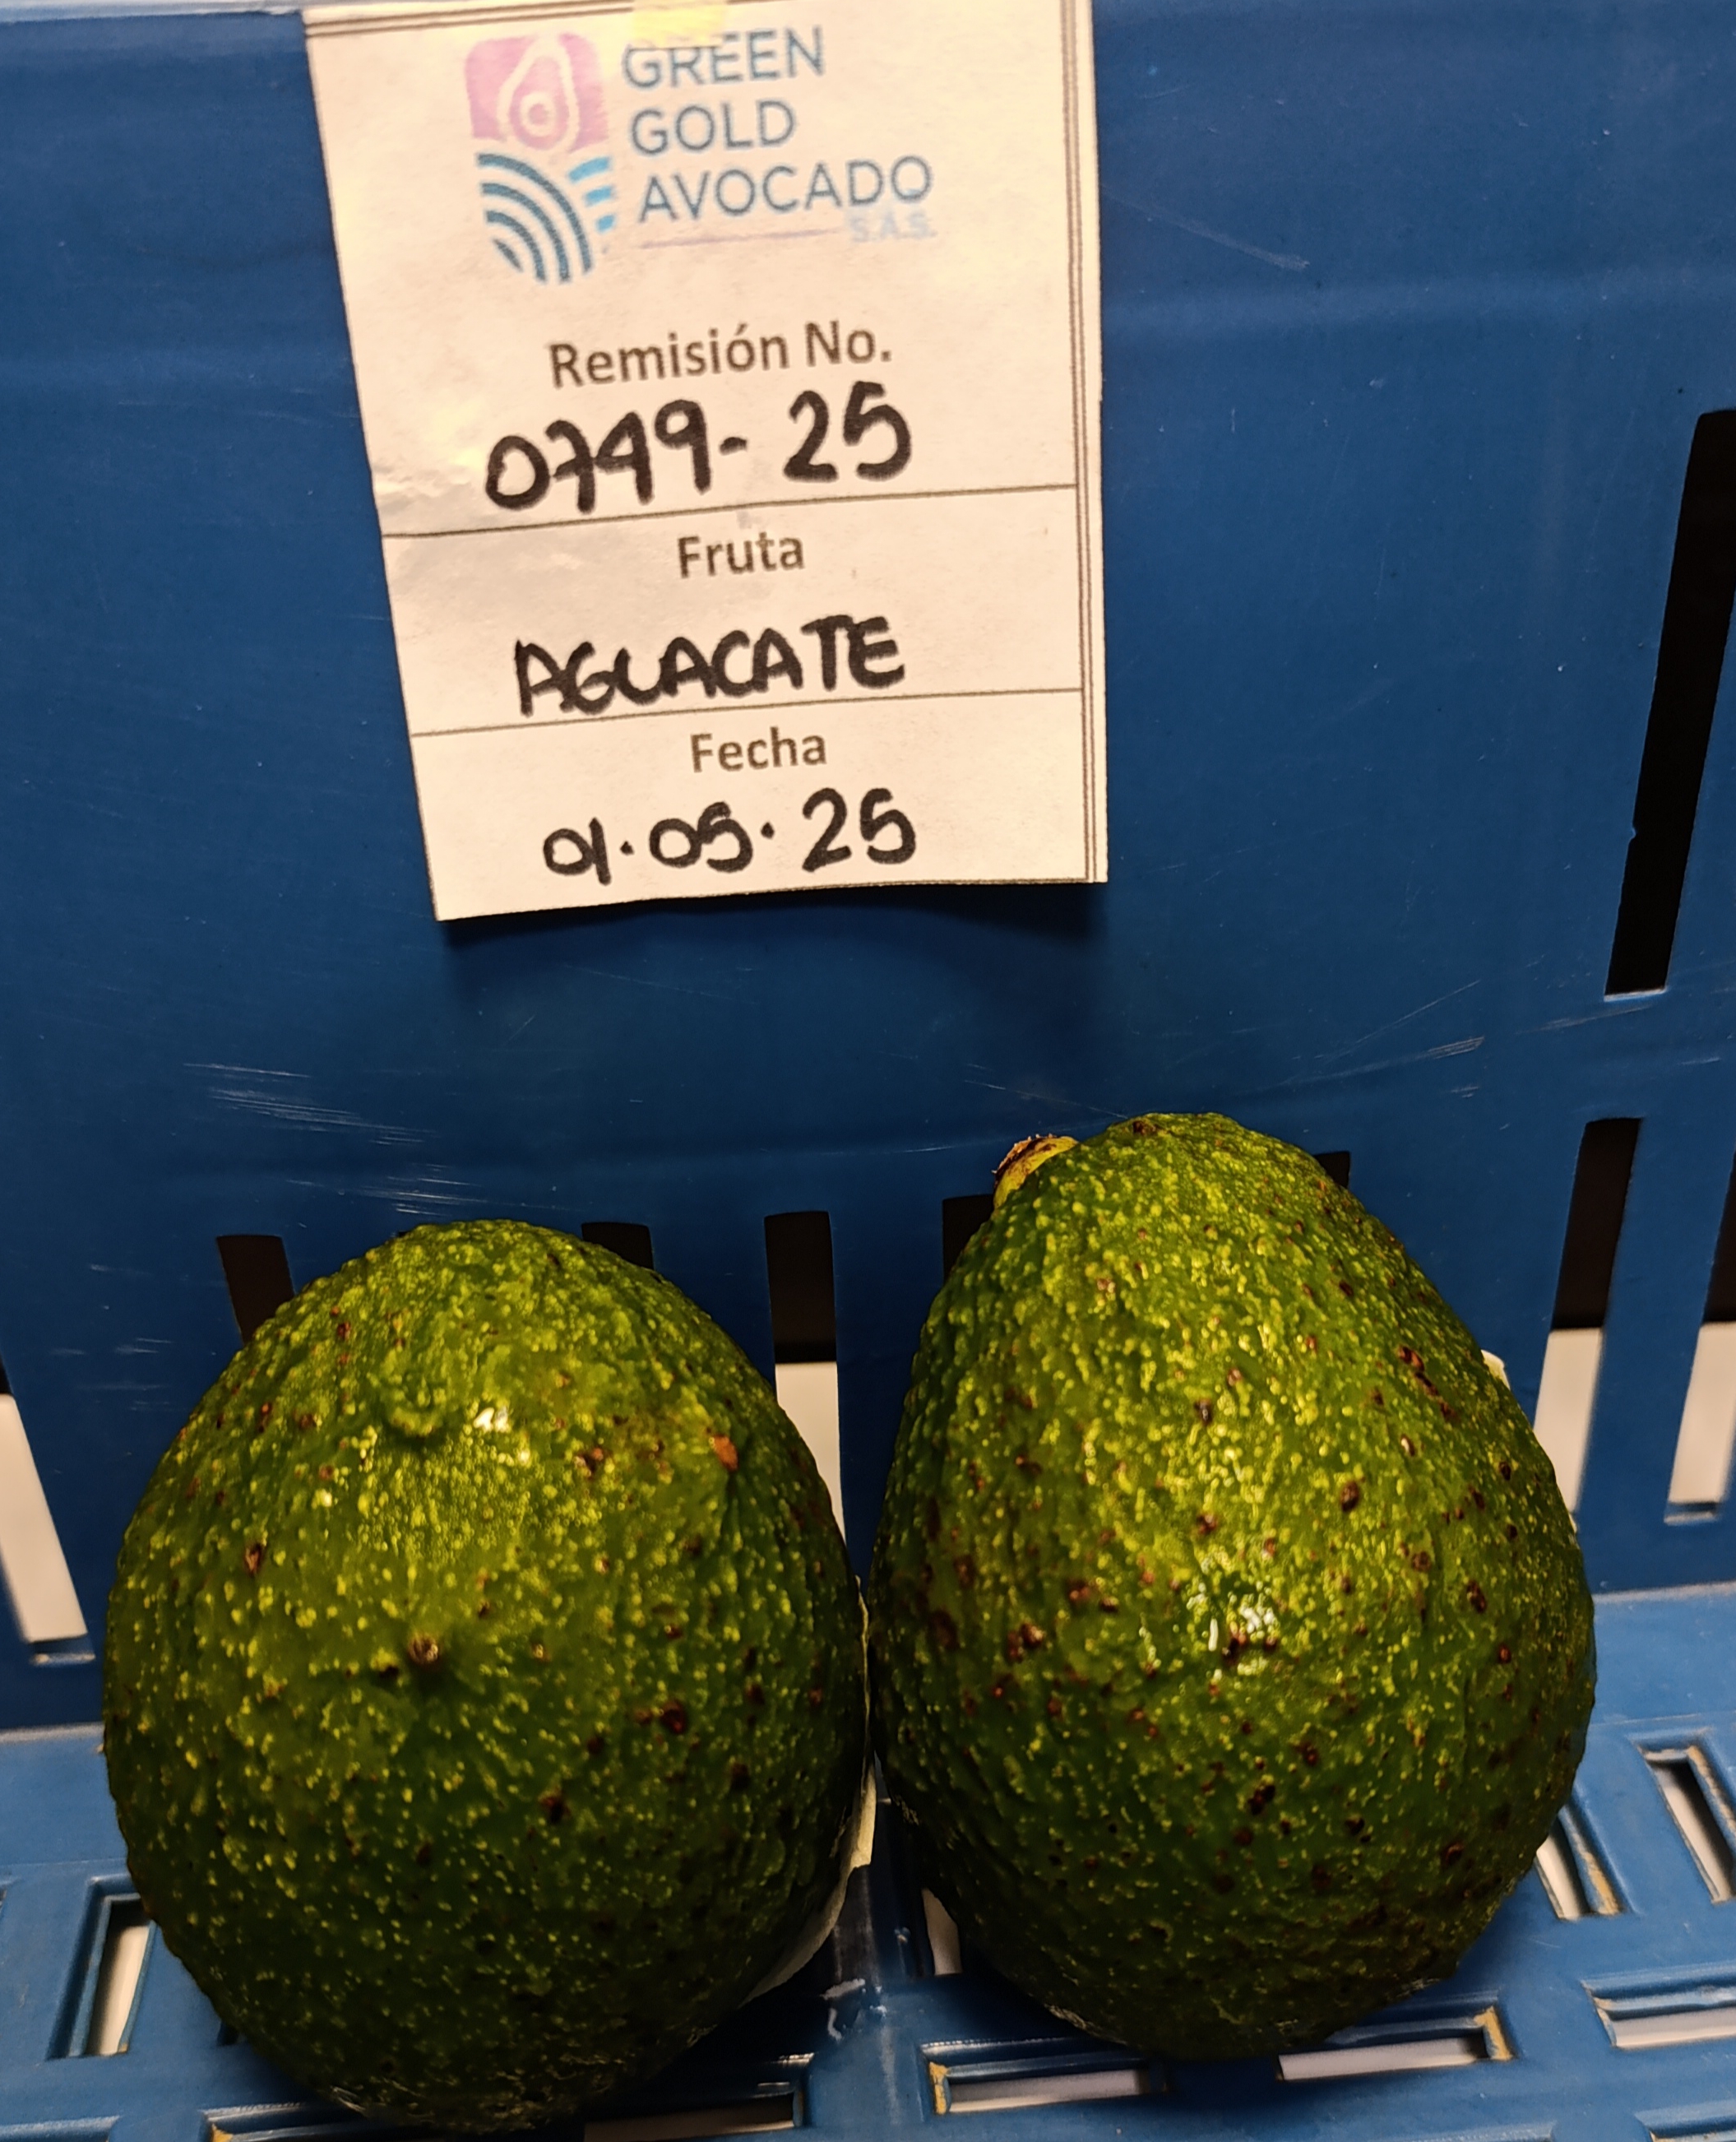 GREEN
GOLD
AVOCADO
S.A.S.
Remisión No.
0749-25
Fruta
AGUACATE
Fecha
01.05.25